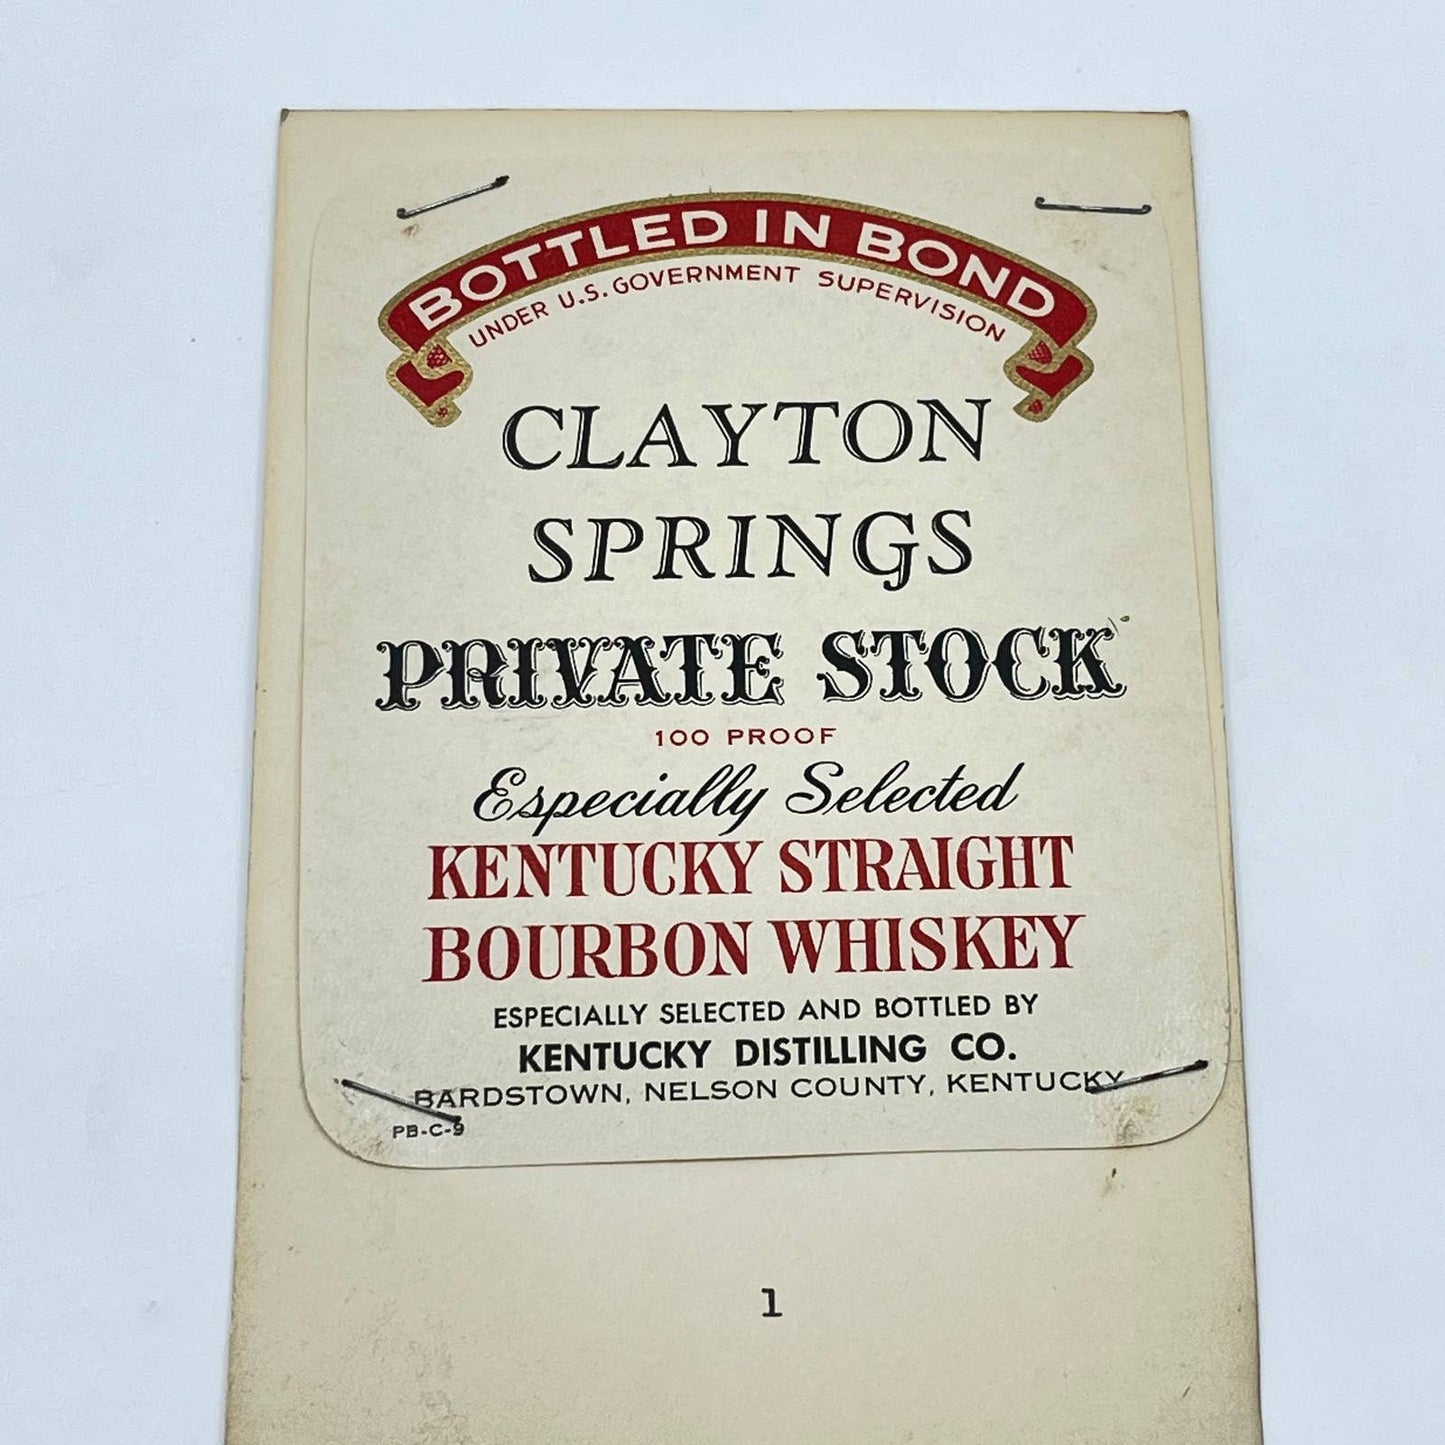 BOTTLED IN BOND
UNDER U.S. GOVERNMENT SUPERVISION
CLAYTON
SPRINGS
PRIVATE STOCK
100 PROOF
Especially Selected
KENTUCKY STRAIGHT
BOURBON WHISKEY
ESPECIALLY SELECTED AND BOTTLED BY
KENTUCKY DISTILLING CO.
BARDSTOWN, NELSON COUNTY, KENTUCKY
PB-C-9
1